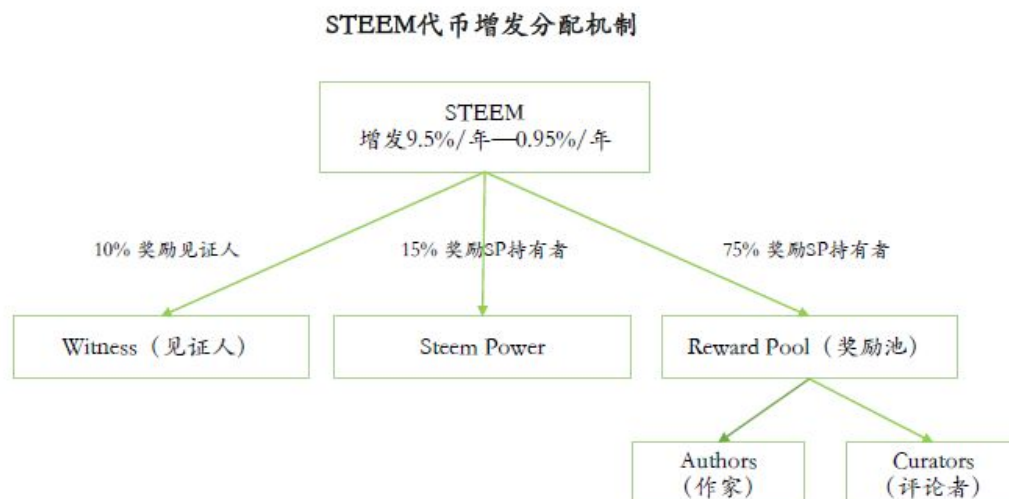 STEEM代币增发分配机制
STEEM
增发9.5%/年—0.95%/年
10% 奖励见证人
15% 奖励SP持有者
75% 奖励SP持有者
Witness（见证人）
Steem Power
Reward Pool（奖励池）
Authors
（作家）
Curators
（评论者）